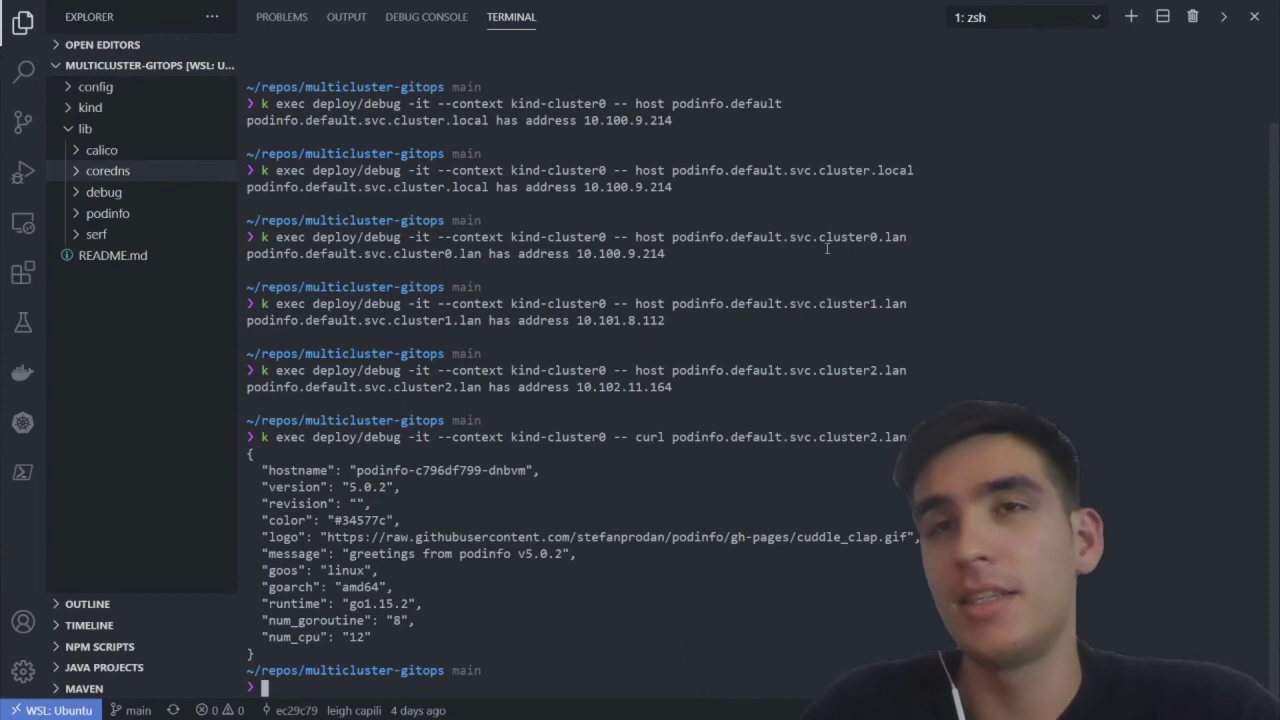 EXPLORER ···
PROBLEMS OUTPUT DEBUG CONSOLE TERMINAL
1: zsh
OPEN EDITORS
MULTICLUSTER-GITOPS [WSL: U...
config
kind
lib
calico
coredns
debug
podinfo
serf
README.md
OUTLINE
TIMELINE
NPM SCRIPTS
JAVA PROJECTS
MAVEN
~/repos/multicluster-gitops main
❯ k exec deploy/debug -it --context kind-cluster0 -- host podinfo.default
podinfo.default.svc.cluster.local has address 10.100.9.214
~/repos/multicluster-gitops main
❯ k exec deploy/debug -it --context kind-cluster0 -- host podinfo.default.svc.cluster.local
podinfo.default.svc.cluster.local has address 10.100.9.214
~/repos/multicluster-gitops main
❯ k exec deploy/debug -it --context kind-cluster0 -- host podinfo.default.svc.cluster0.lan
podinfo.default.svc.cluster0.lan has address 10.100.9.214
~/repos/multicluster-gitops main
❯ k exec deploy/debug -it --context kind-cluster0 -- host podinfo.default.svc.cluster1.lan
podinfo.default.svc.cluster1.lan has address 10.101.8.112
~/repos/multicluster-gitops main
❯ k exec deploy/debug -it --context kind-cluster0 -- host podinfo.default.svc.cluster2.lan
podinfo.default.svc.cluster2.lan has address 10.102.11.164
~/repos/multicluster-gitops main
❯ k exec deploy/debug -it --context kind-cluster0 -- curl podinfo.default.svc.cluster2.lan
{
"hostname": "podinfo-c796df799-dnbvm",
"version": "5.0.2",
"revision": "",
"color": "#34577c",
"logo": "https://raw.githubusercontent.com/stefanprodan/podinfo/gh-pages/cuddle_clap.gif",
"message": "greetings from podinfo v5.0.2",
"goos": "linux",
"goarch": "amd64",
"runtime": "go1.15.2",
"num_goroutine": "8",
"num_cpu": "12"
}
~/repos/multicluster-gitops main
❯
WSL: Ubuntu main 0 0 ec29c79 leigh capili 4 days ago